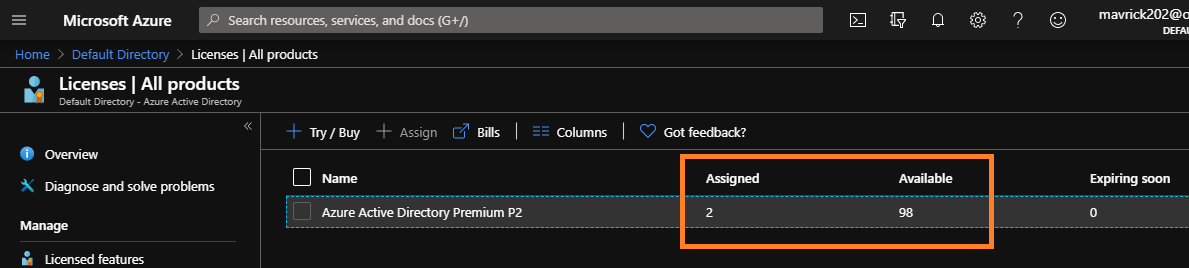 Microsoft Azure
Search resources, services, and docs (G+/)
mavrick202@o
DEFA
Home > Default Directory > Licenses | All products
Licenses | All products
Default Directory - Azure Active Directory
«
Try / Buy
Assign
Bills
Columns
Got feedback?
Overview
Diagnose and solve problems
Manage
Licensed features
Name Assigned Available Expiring soon
Azure Active Directory Premium P2 2 98 0